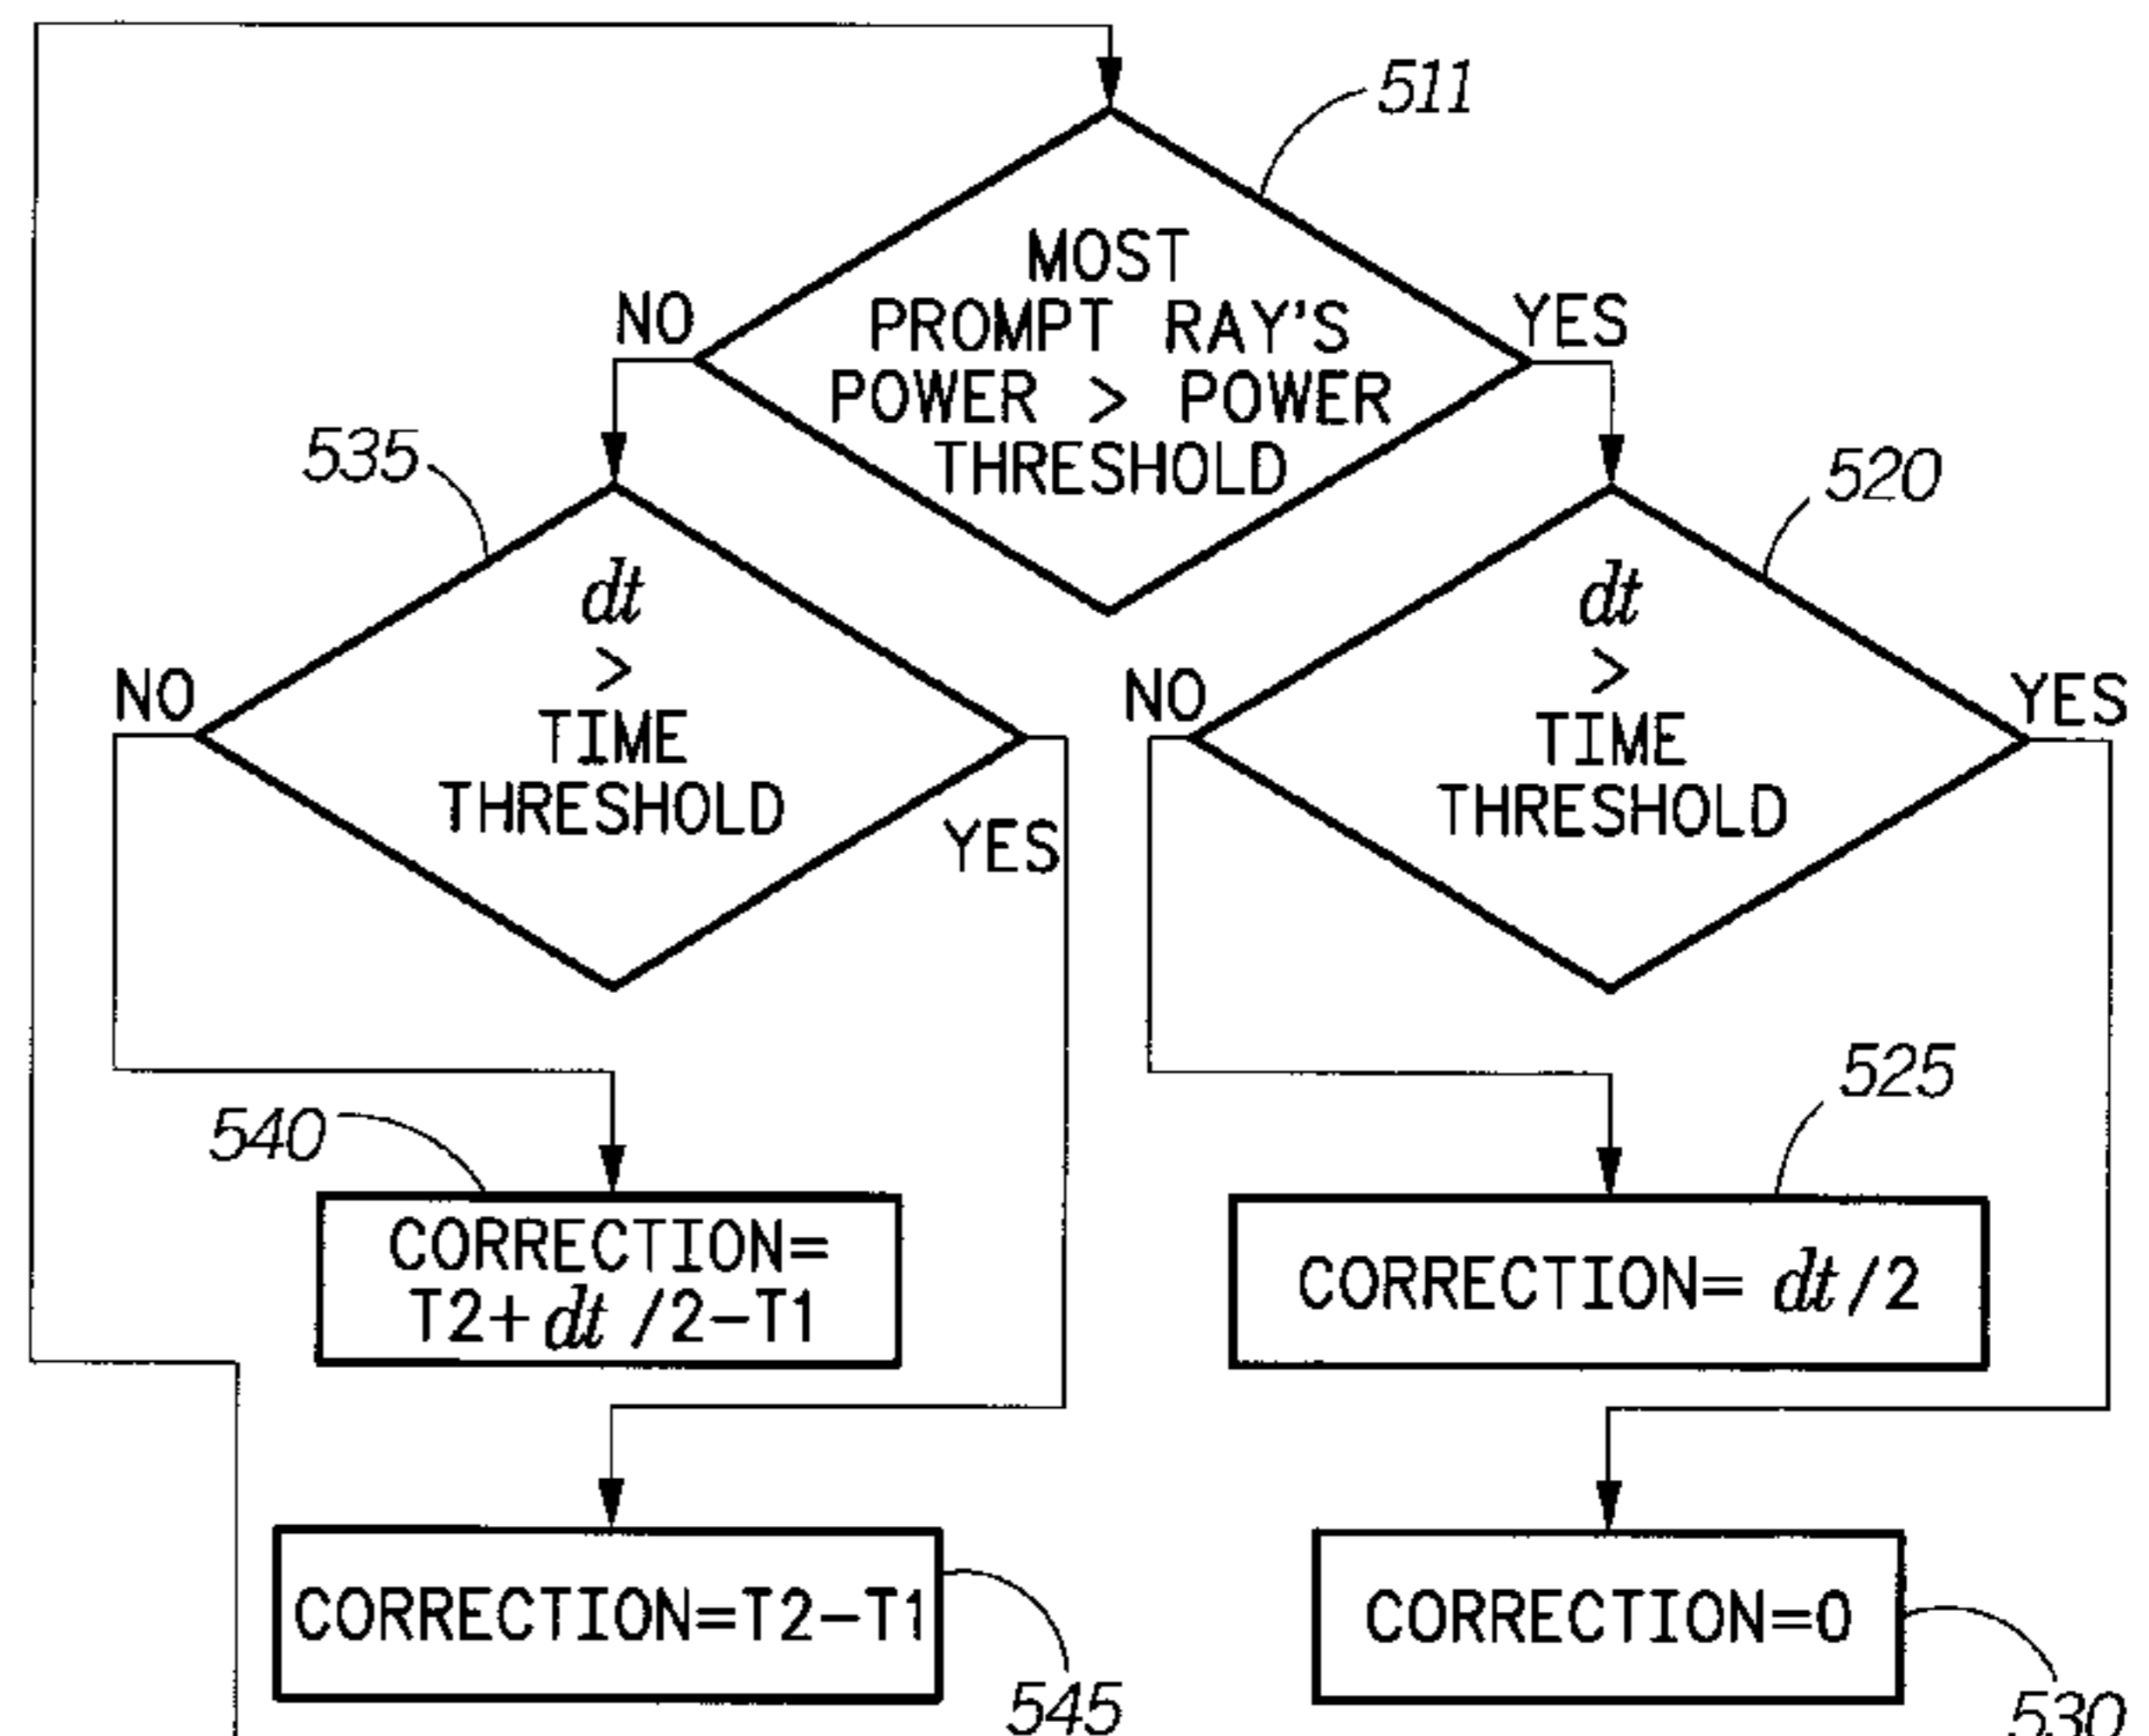 511
MOST
PROMPT RAY'S
POWER > POWER
THRESHOLD
NO
YES
535
dt
>
TIME
THRESHOLD
NO
YES
520
dt
>
TIME
THRESHOLD
NO
YES
540
CORRECTION=
T2+dt/2-T1
525
CORRECTION= dt/2
CORRECTION=T2-T1
545
CORRECTION=0
530